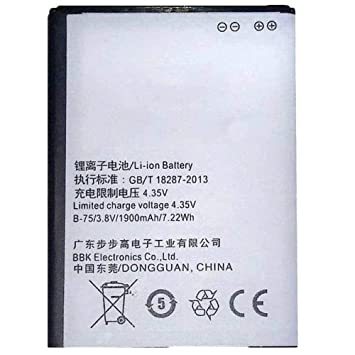 锂离子电池/Li-ion Battery
执行标准：GB/T 18287-2013
充电限制电压 4.35V
Limited charge voltage 4.35V
B-75/3.8V/1900mAh/7.22Wh
广东步步高电子工业有限公司
BBK Electronics Co.,Ltd.
中国东莞/DONGGUAN, CHINA
5